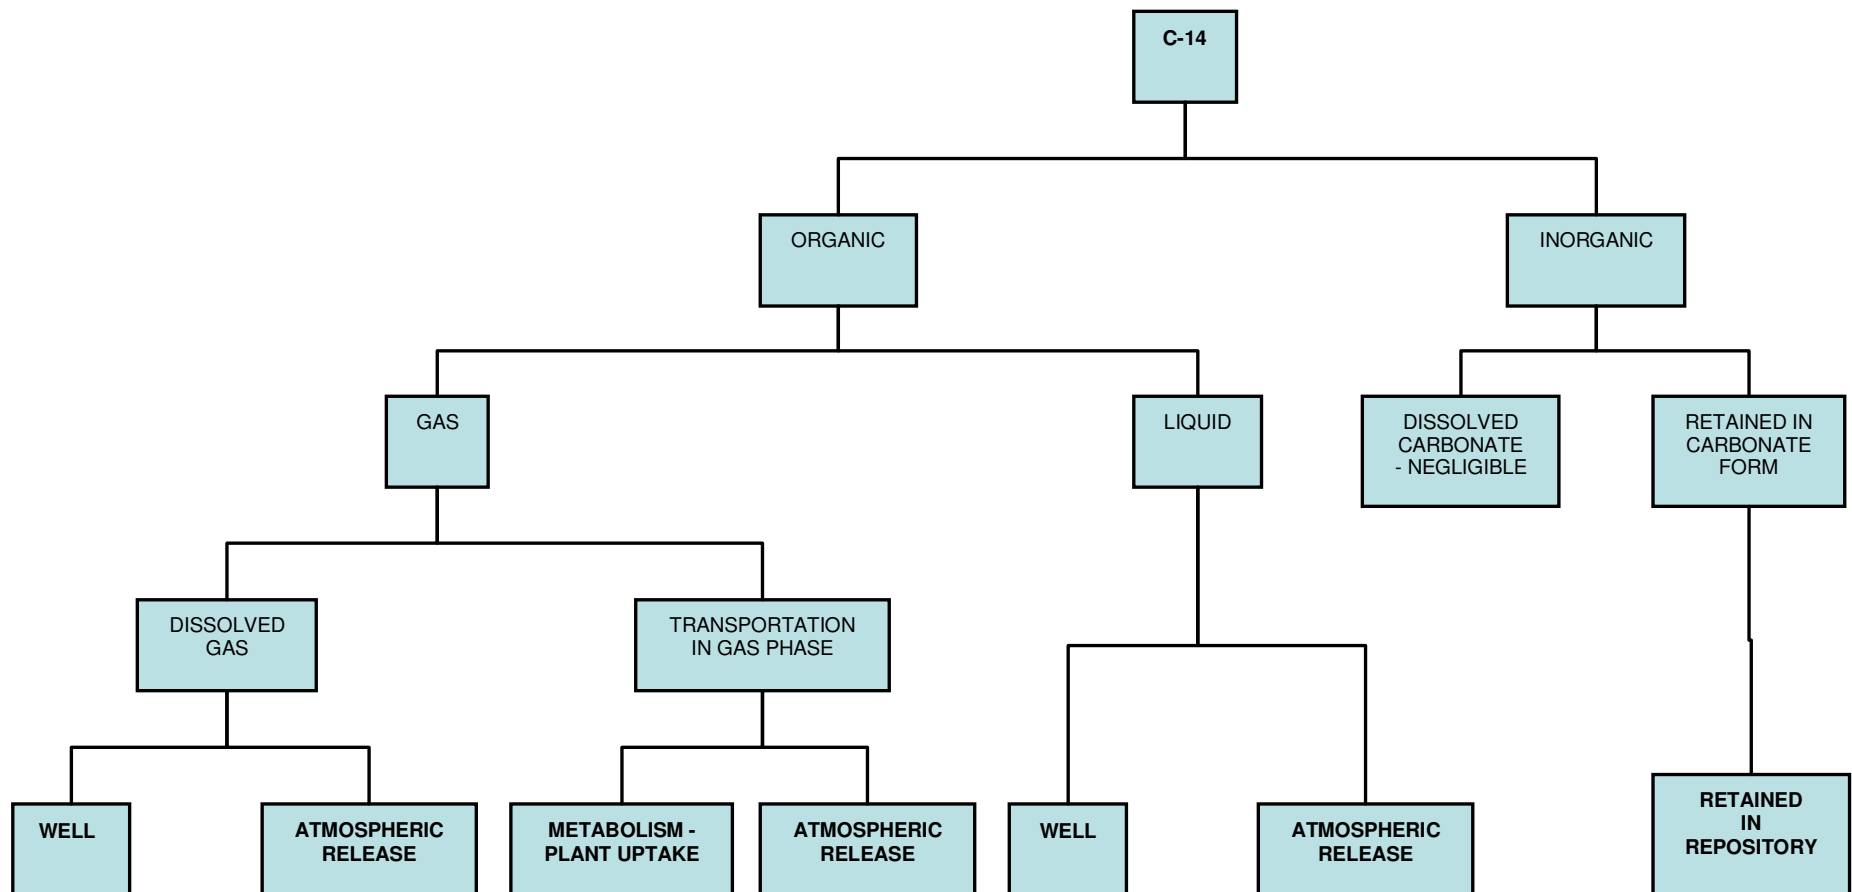 C-14
ORGANIC
INORGANIC
GAS
LIQUID
DISSOLVED
CARBONATE
- NEGLIGIBLE
RETAINED IN
CARBONATE
FORM
DISSOLVED
GAS
TRANSPORTATION
IN GAS PHASE
WELL
ATMOSPHERIC
RELEASE
METABOLISM -
PLANT UPTAKE
ATMOSPHERIC
RELEASE
WELL
ATMOSPHERIC
RELEASE
RETAINED
IN
REPOSITORY